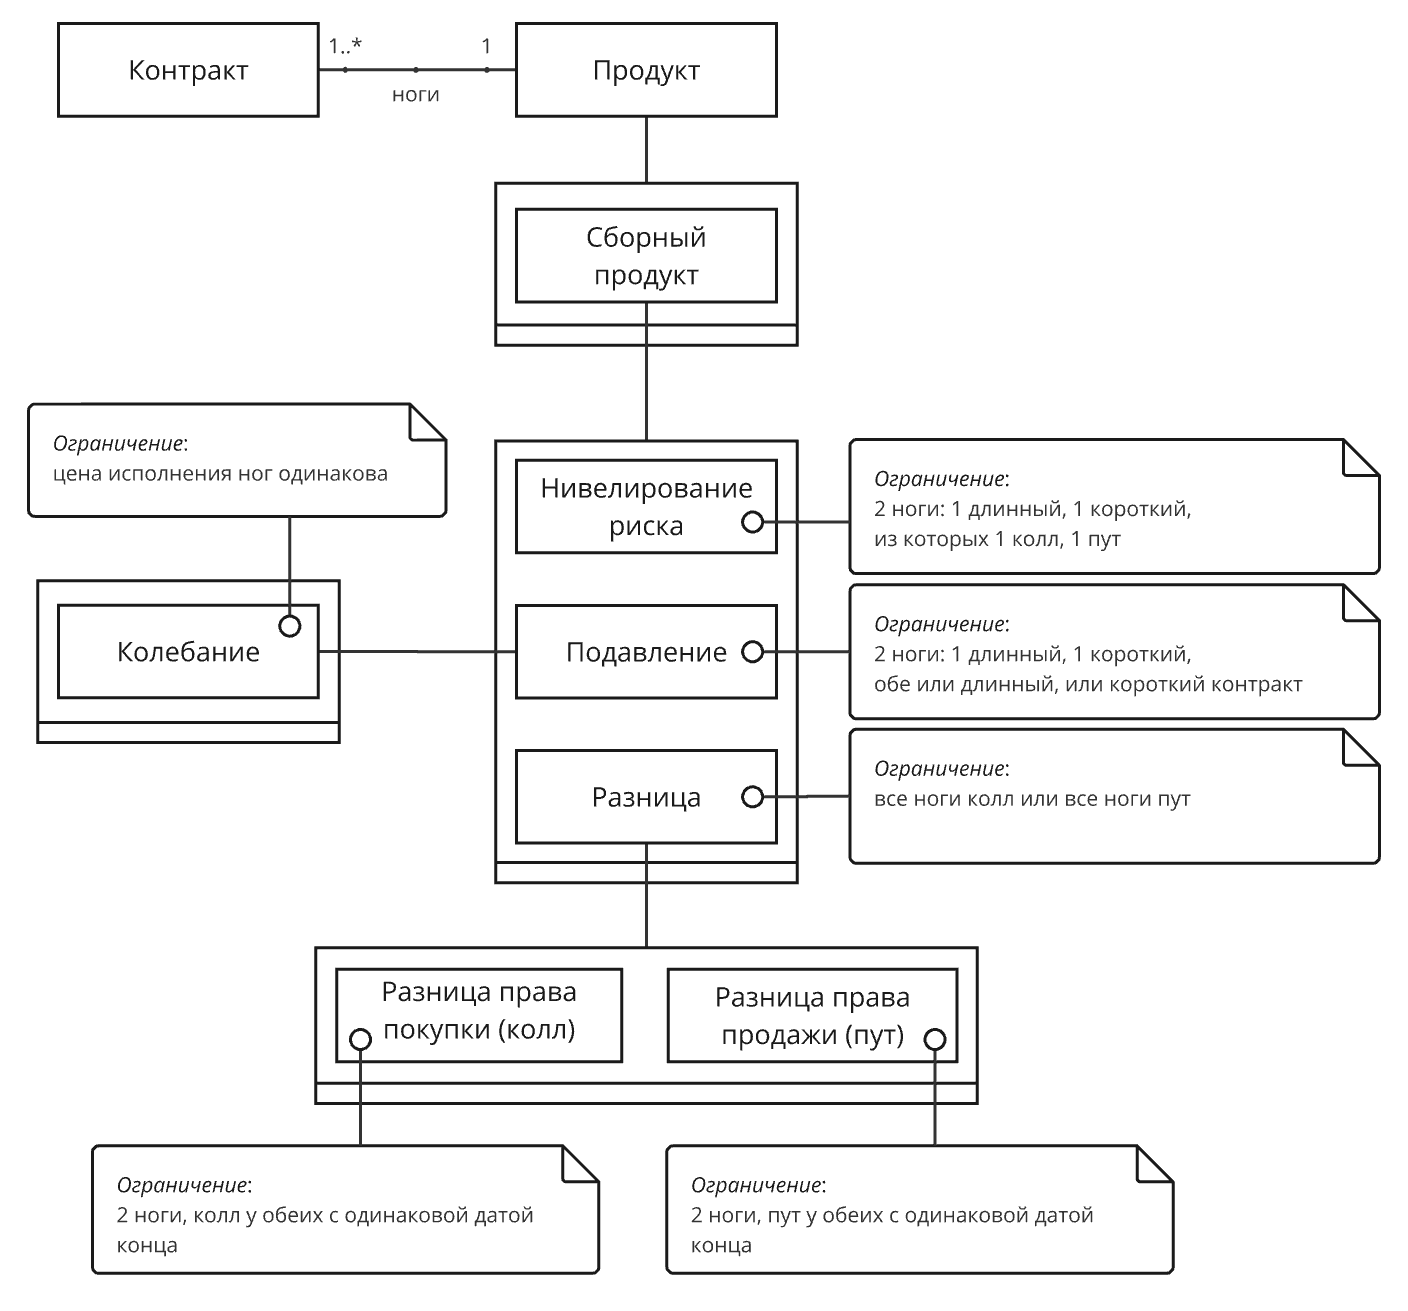 Контракт
1..*
ноги
1
Продукт
Сборный
продукт
Ограничение:
цена исполнения ног одинакова
Нивелирование
риска
Ограничение:
2 ноги: 1 длинный, 1 короткий,
из которых 1 колл, 1 пут
Колебание
Подавление
Ограничение:
2 ноги: 1 длинный, 1 короткий,
обе или длинный, или короткий контракт
Разница
Ограничение:
все ноги колл или все ноги пут
Разница права
покупки (колл)
Разница права
продажи (пут)
Ограничение:
2 ноги, колл у обеих с одинаковой датой
конца
Ограничение:
2 ноги, пут у обеих с одинаковой датой
конца